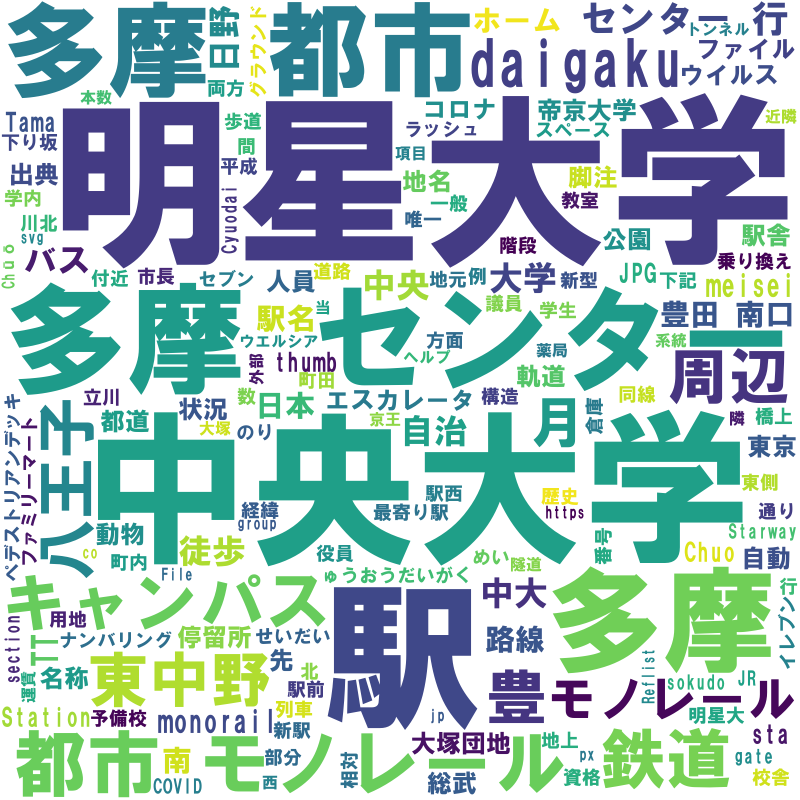 多摩 都市 日野 両方 グラウンド ホーム センター 行 トンネル
daigaku ファイル ウイルス
本数 Tama 歩道 コロナ 帝京大学 近隣
下り坂 間 ラッシュ スペース
明星大学
出典 平成 Cyuodai 地名 項目 脚注
学内 一般 唯一 教室 公園 駅舎
川北 svg バス 階段 乗り換え
Chuo 付近 市長 セブン 人員 道路 中央 地元 例 大学 新型 JPG 下記 meisei
多摩センター
駅名 ウエルシア 当 方面 議員 学生 豊田 南口
外部 thumb ヘルプ 薬局 系統
周辺
立川 町田 軌道 同線
ペデストリアンデッキ ファミリーマート 八王子 都道 状況 数 日本 エスカレータ 構造 倉庫 隣 橋上
大塚 のり 京王 自治 月 東京
中央大学
経緯 最寄り駅 駅西 歴史 東側
動物 group https 通り
co 町内 徒歩 役員 めい 隧道 番号 Chuo Starway 自動
File ゅうおうだいがく
キャンパス 駅 中大 多摩 行
用地 イレブン
section TT ナンバリング 停留所 せいだい 路線
運賃 名称 東中野 先 北 豊 モノレール Reflist sokudo JR
駅前 明星大
Station 予備校 monorail 列車 jp 大塚団地 地上 sta
新駅
都市モノレール 鉄道
南 部分 相対 px gate
COVID 西 総武 資格 校舎